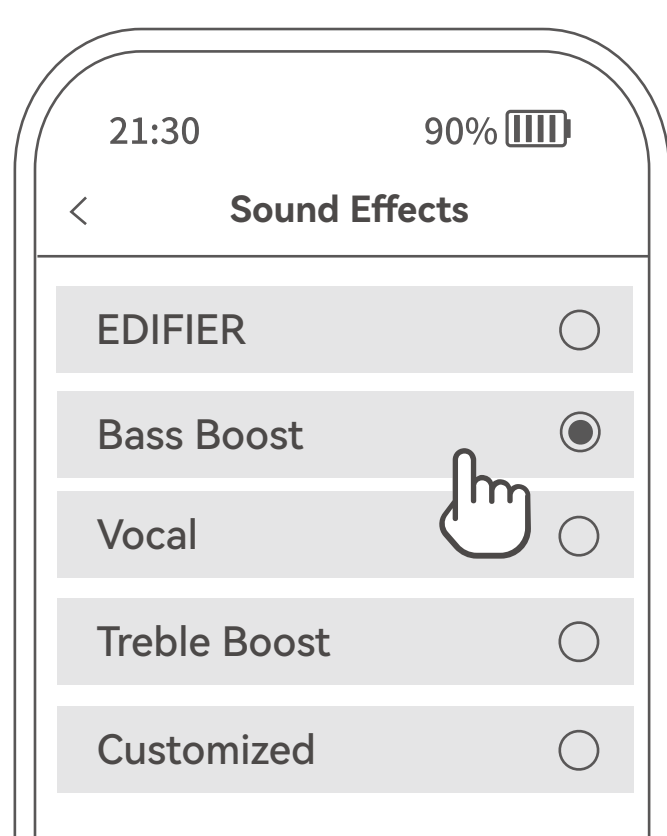 21:30 90%
Sound Effects
EDIFIER
Bass Boost
Vocal
Treble Boost
Customized